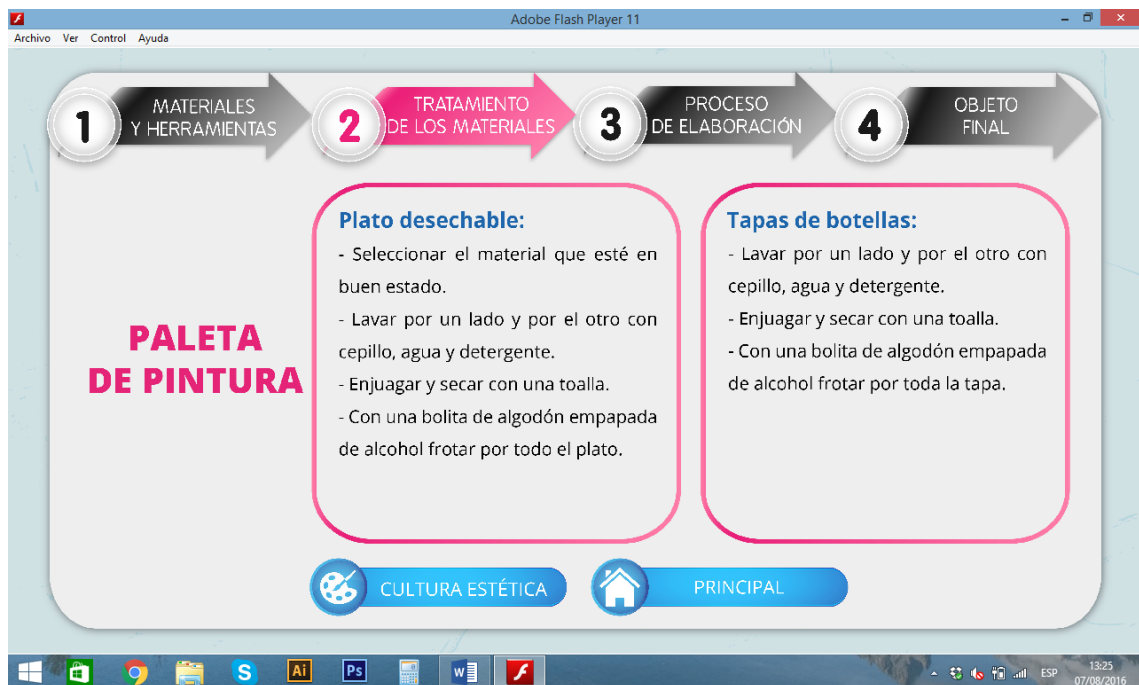 Adobe Flash Player 11
Archivo Ver Control Ayuda
1 MATERIALES
Y HERRAMIENTAS
2 TRATAMIENTO
DE LOS MATERIALES
3 PROCESO
DE ELABORACIÓN
4 OBJETO
FINAL
PALETA
DE PINTURA
Plato desechable:
- Seleccionar el material que esté en
buen estado.
- Lavar por un lado y por el otro con
cepillo, agua y detergente.
- Enjuagar y secar con una toalla.
- Con una bolita de algodón empapada
de alcohol frotar por todo el plato.
Tapas de botellas:
- Lavar por un lado y por el otro con
cepillo, agua y detergente.
- Enjuagar y secar con una toalla.
- Con una bolita de algodón empapada
de alcohol frotar por toda la tapa.
CULTURA ESTÉTICA
PRINCIPAL
S Ai Ps W
ESP
13:25
07/08/2016